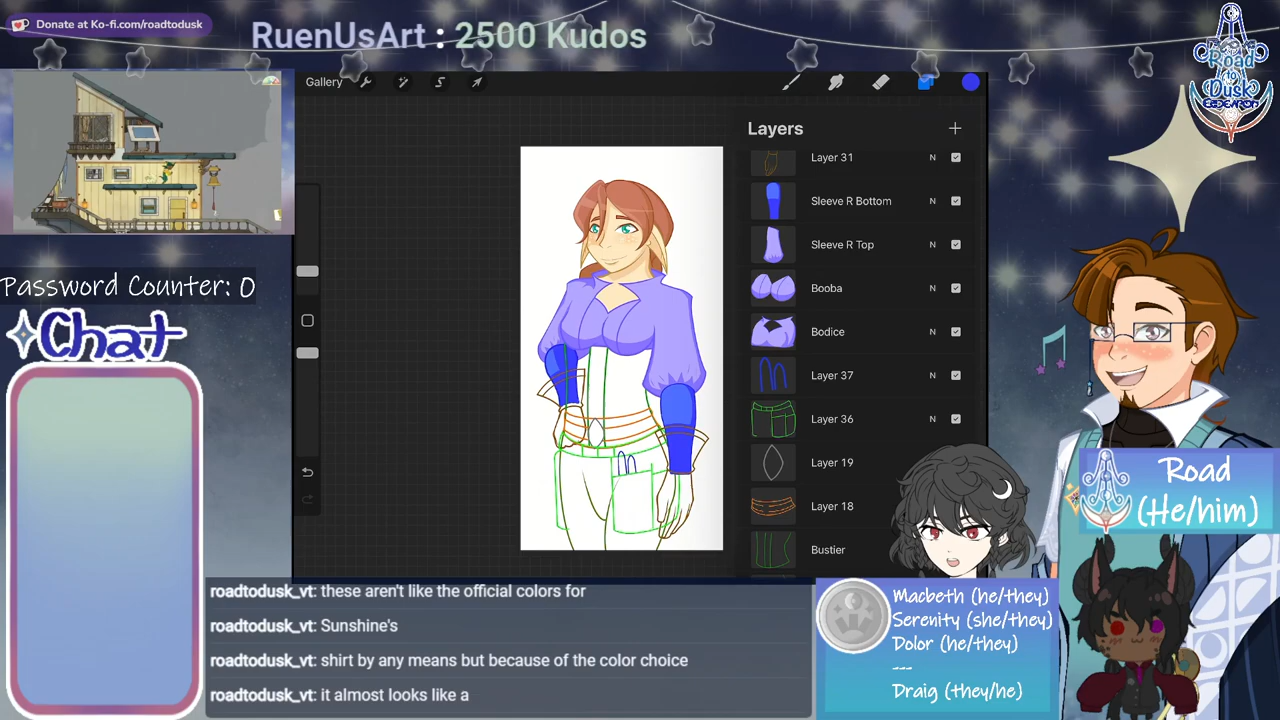 Donate at Ko-fi.com/roadtodusk
RuenUsArt : 2500 Kudos
Road
to
Dusk
Gallery
Layers
Layer 31
N
Sleeve R Bottom
N
Sleeve R Top
N
Booba
N
Bodice
N
Layer 37
N
Layer 36
N
Layer 19
Layer 18
Bustier
Password Counter: 0
Chat
Road
(He/him)
roadtodusk_vt: these aren't like the official colors for
roadtodusk_vt: Sunshine's
roadtodusk_vt: shirt by any means but because of the color choice
roadtodusk_vt: it almost looks like a
Macbeth (he/they)
Serenity (she/they)
Dolor (he/they)
---
Draig (they/he)